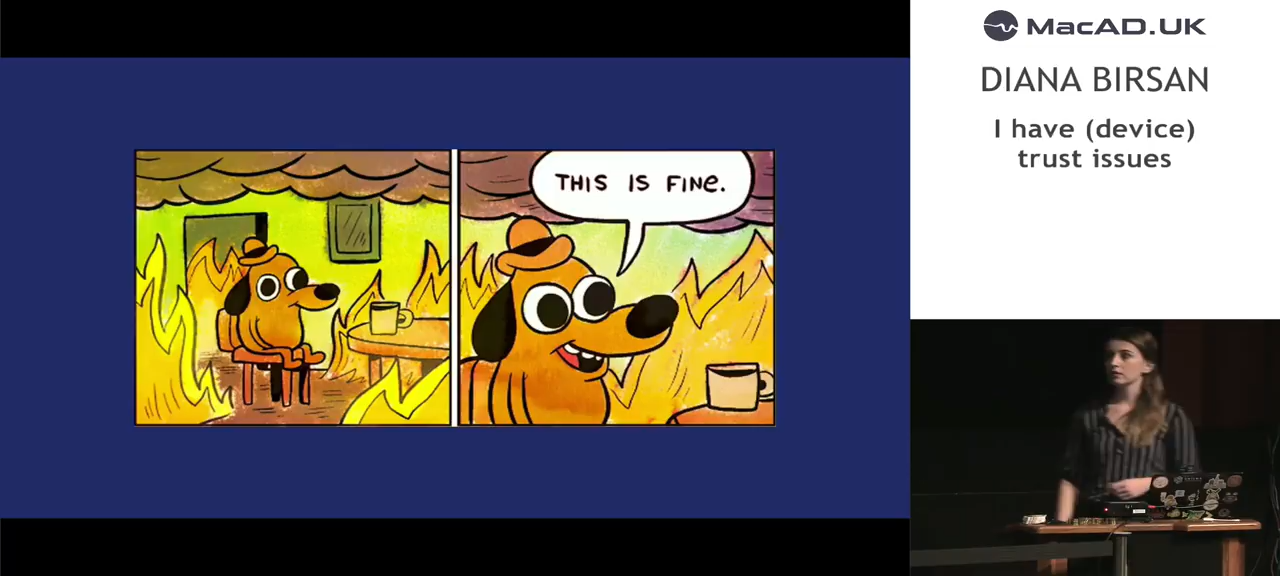 THIS IS FINE.
MacAD.UK
DIANA BIRSAN
I have (device)
trust issues